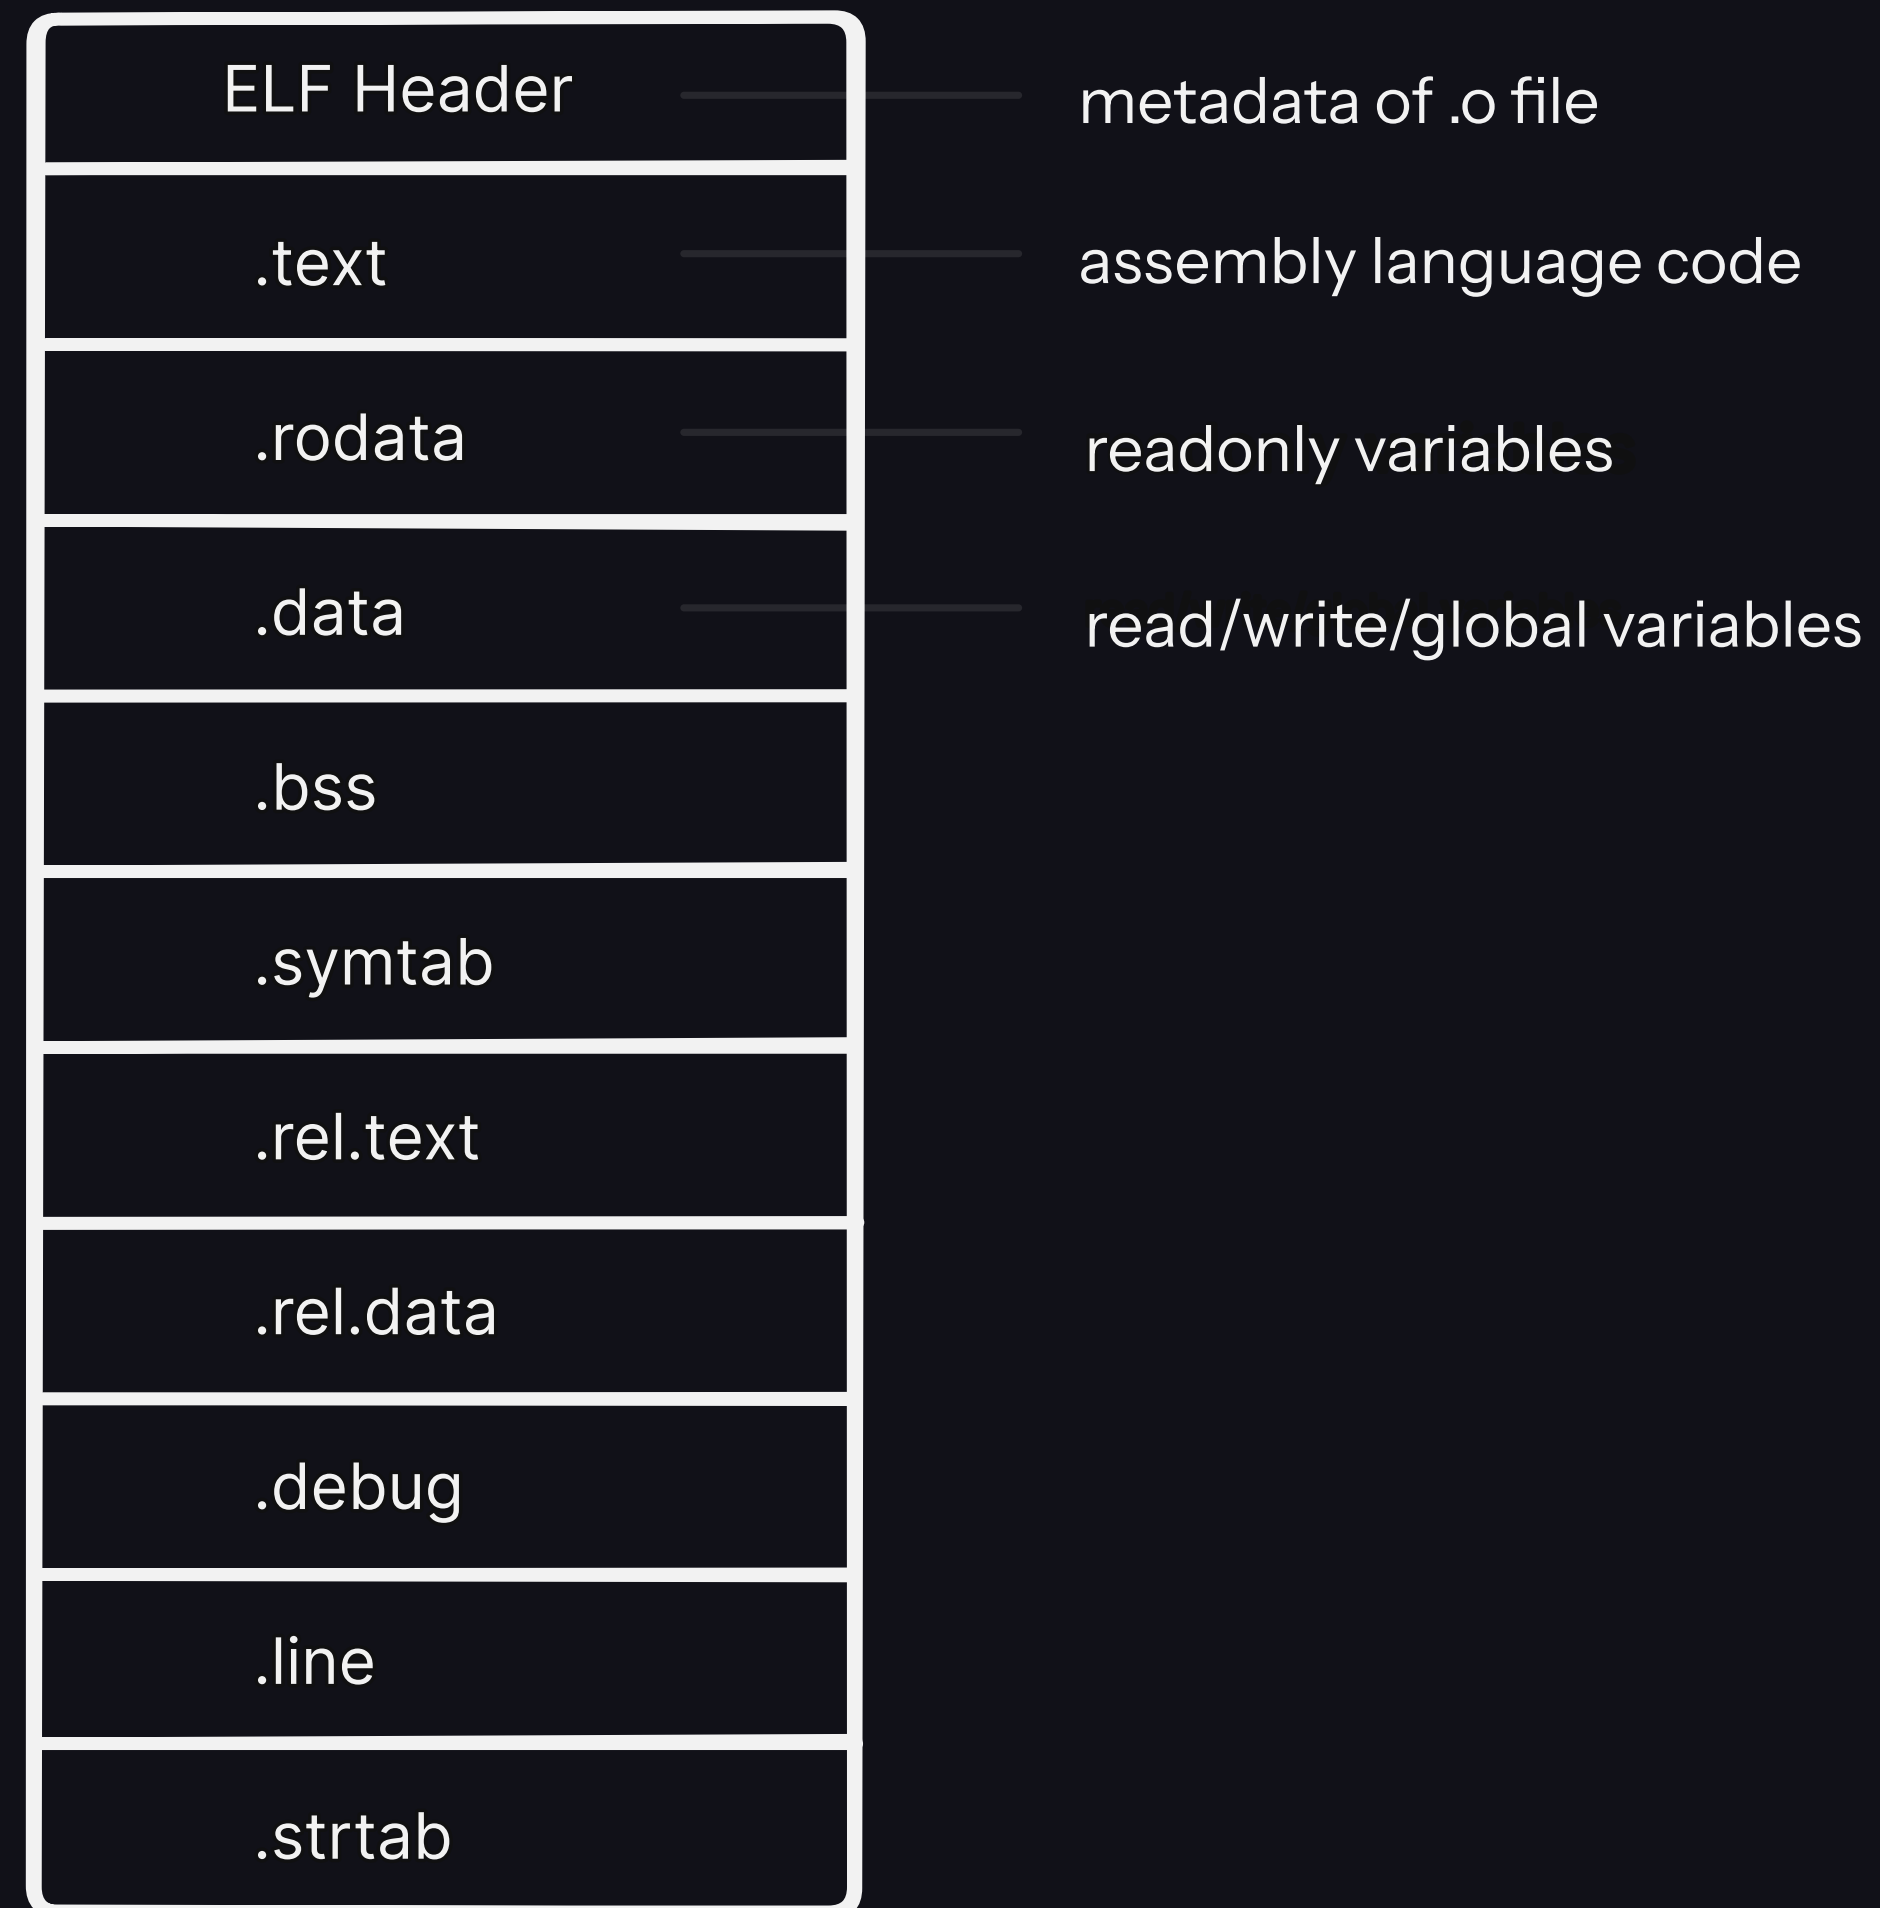 ELF Header
metadata of .o file
.text
assembly language code
.rodata
readonly variables
.data
read/write/global variables
.bss
.symtab
.rel.text
.rel.data
.debug
.line
.strtab